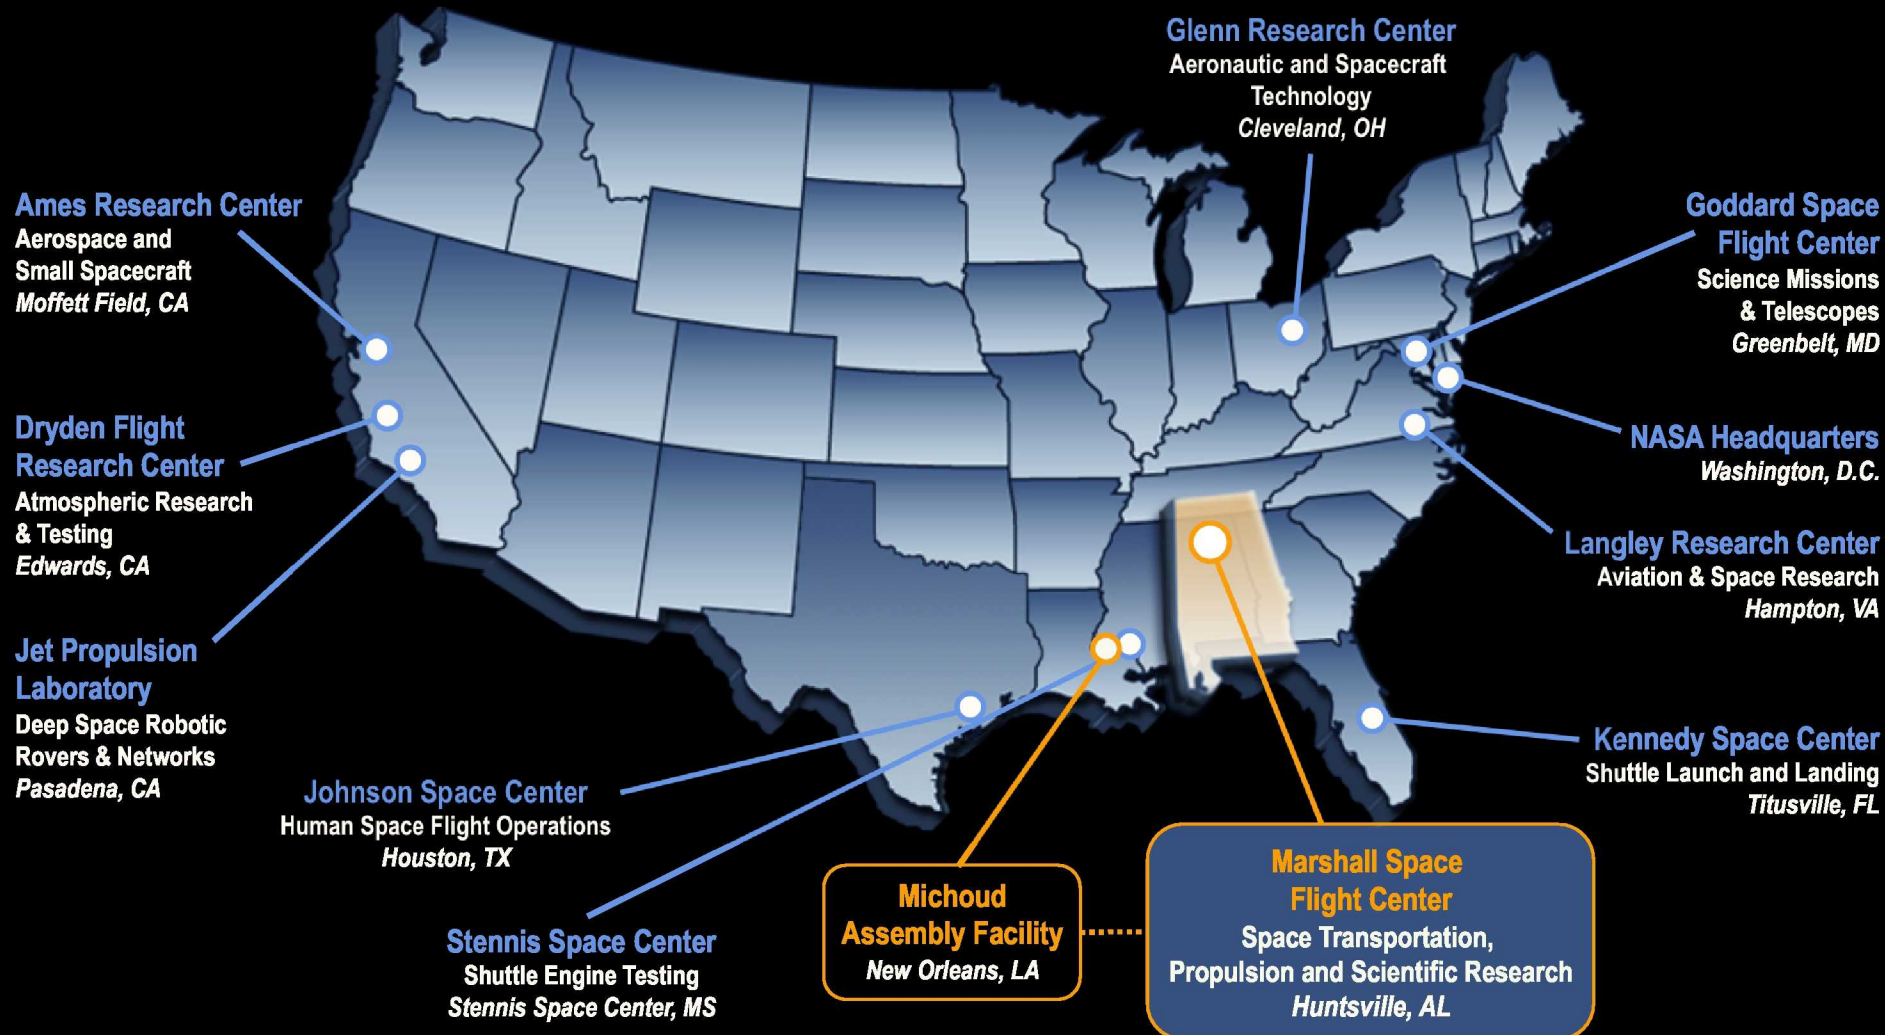 Glenn Research Center
Aeronautic and Spacecraft
Technology
Cleveland, OH
Ames Research Center
Aerospace and
Small Spacecraft
Moffett Field, CA
Goddard Space
Flight Center
Science Missions
& Telescopes
Greenbelt, MD
Dryden Flight
Research Center
Atmospheric Research
& Testing
Edwards, CA
NASA Headquarters
Washington, D.C.
Langley Research Center
Aviation & Space Research
Hampton, VA
Jet Propulsion
Laboratory
Deep Space Robotic
Rovers & Networks
Pasadena, CA
Kennedy Space Center
Shuttle Launch and Landing
Titusville, FL
Johnson Space Center
Human Space Flight Operations
Houston, TX
Stennis Space Center
Shuttle Engine Testing
Stennis Space Center, MS
Michoud
Assembly Facility
New Orleans, LA
Marshall Space
Flight Center
Space Transportation,
Propulsion and Scientific Research
Huntsville, AL